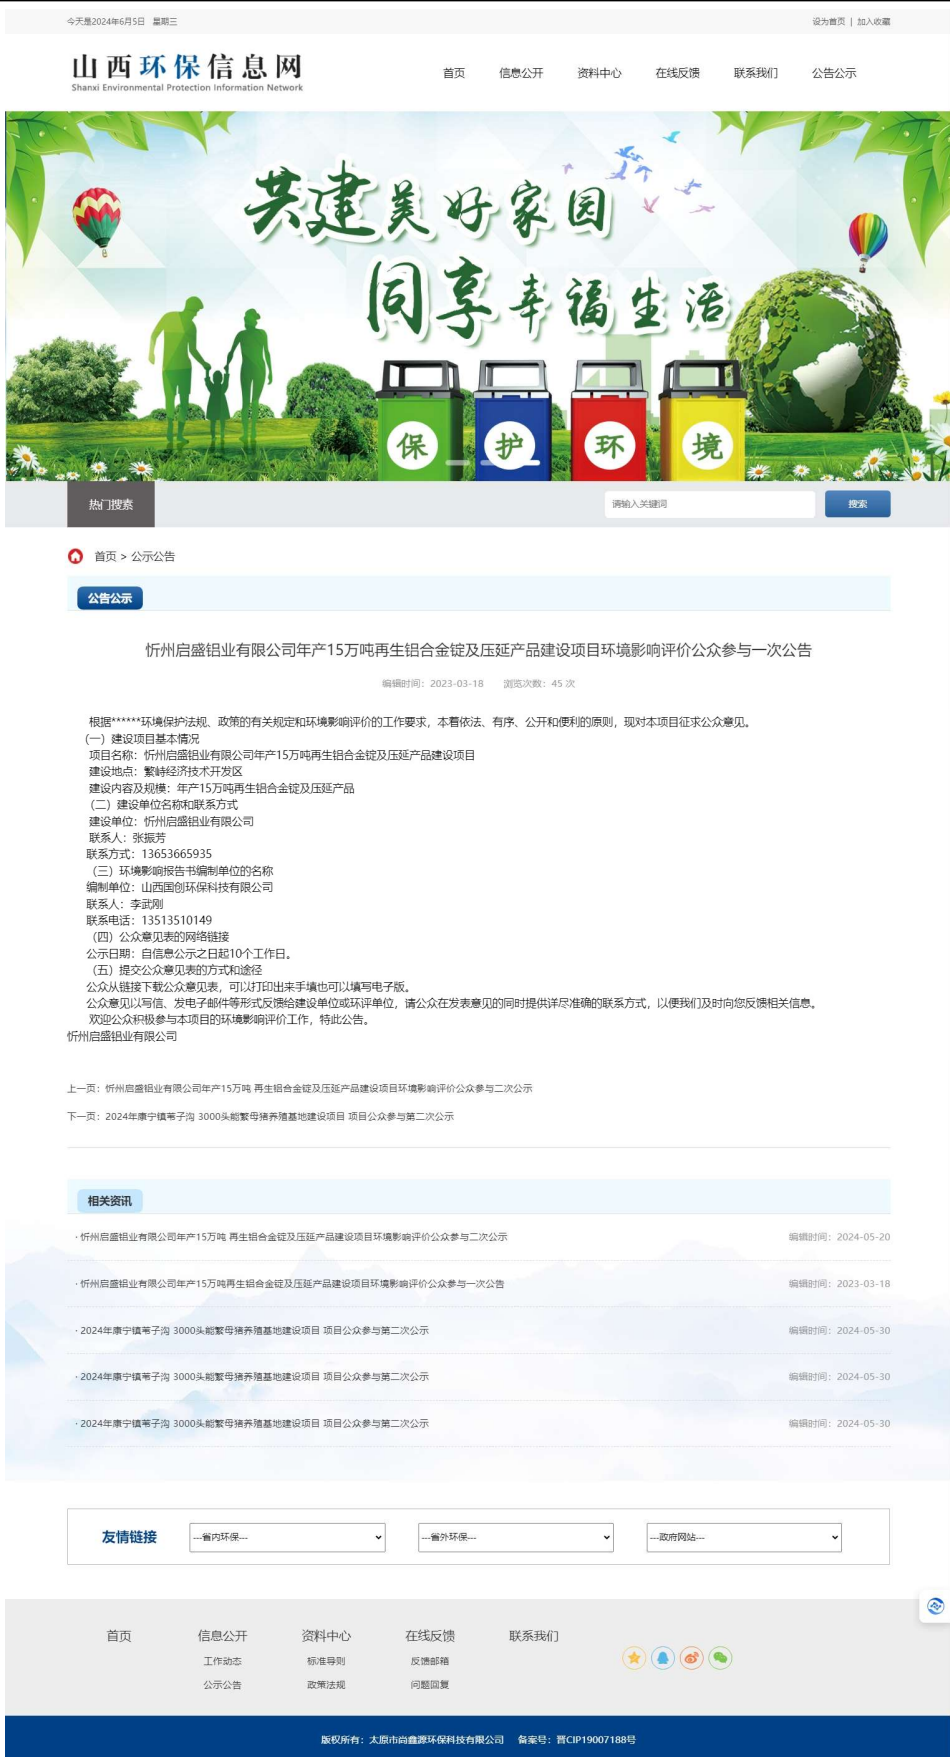 今天是2024年6月5日 星期三
设为首页 | 加入收藏
山西环保信息网
Shanxi Environmental Protection Information Network
首页 信息公开 资料中心 在线反馈 联系我们 公告公示
共建美好家园
同享幸福生活
保 护 环 境
热门搜素
请输入关键词
搜索
首页 > 公示公告
公告公示
忻州启盛铝业有限公司年产15万吨再生铝合金锭及压延产品建设项目环境影响评价公众参与一次公告
编辑时间：2023-03-18 浏览次数：45 次
根据******环境保护法规、政策的有关规定和环境影响评价的工作要求，本着依法、有序、公开和便利的原则，现对本项目征求公众意见。
(一）建设项目基本情况
项目名称：忻州启盛铝业有限公司年产15万吨再生铝合金锭及压延产品建设项目
建设地点：繁峙经济技术开发区
建设内容及规模：年产15万吨再生铝合金锭及压延产品
（二）建设单位名称和联系方式
建设单位：忻州启盛铝业有限公司
联系人：张振芳
联系方式：13653665935
（三）环境影响报告书编制单位的名称
编制单位：山西国创环保科技有限公司
联系人：李武刚
联系电话：13513510149
（四）公众意见表的网络链接
公示日期：自信息公示之日起10个工作日。
（五）提交公众意见表的方式和途径
公众从链接下载公众意见表，可以打印出来手填也可以填写电子版。
公众意见以写信、发电子邮件等形式反馈给建设单位或环评单位，请公众在发表意见的同时提供详尽准确的联系方式，以便我们及时向您反馈相关信息。
欢迎公众积极参与本项目的环境影响评价工作，特此公告。
忻州启盛铝业有限公司
上一页：忻州启盛铝业有限公司年产15万吨 再生铝合金锭及压延产品建设项目环境影响评价公众参与二次公示
下一页：2024年康宁镇苇子沟 3000头能繁母猪养殖基地建设项目 项目公众参与第二次公示
相关资讯
· 忻州启盛铝业有限公司年产15万吨 再生铝合金锭及压延产品建设项目环境影响评价公众参与二次公示 编辑时间：2024-05-20
· 忻州启盛铝业有限公司年产15万吨再生铝合金锭及压延产品建设项目环境影响评价公众参与一次公告 编辑时间：2023-03-18
· 2024年康宁镇苇子沟 3000头能繁母猪养殖基地建设项目 项目公众参与第二次公示 编辑时间：2024-05-30
· 2024年康宁镇苇子沟 3000头能繁母猪养殖基地建设项目 项目公众参与第二次公示 编辑时间：2024-05-30
· 2024年康宁镇苇子沟 3000头能繁母猪养殖基地建设项目 项目公众参与第二次公示 编辑时间：2024-05-30
友情链接 ---省内环保--- ---省外环保--- ---政府网站---
首页 信息公开 资料中心 在线反馈 联系我们
工作动态 标准导则 反馈邮箱
公示公告 政策法规 问题回复
版权所有：太原市尚鑫源环保科技有限公司 备案号：晋CIP19007188号